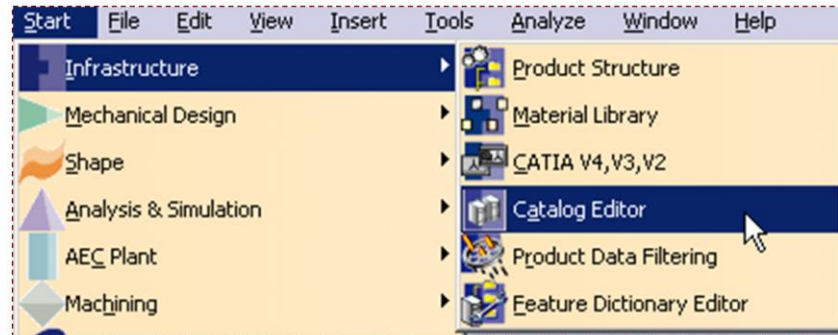 Start File Edit View Insert Tools Analyze Window Help
Infrastructure
Mechanical Design
Shape
Analysis & Simulation
AEC Plant
Machining
Product Structure
Material Library
CATIA V4,V3,V2
Catalog Editor
Product Data Filtering
Feature Dictionary Editor